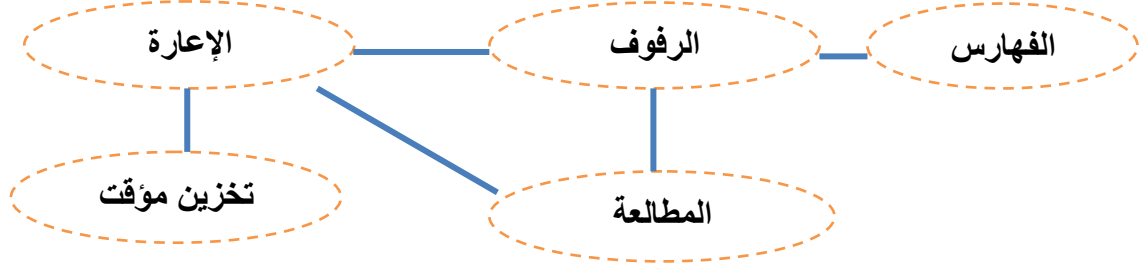 الفهارس
الرفوف
الإعارة
المطالعة
تخزين مؤقت